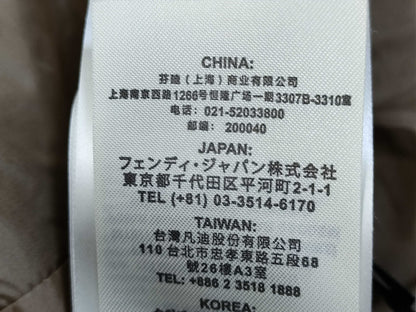 CHINA:
芬迪（上海）商业有限公司
上海南京西路1266号恒隆广场一期3307B-3310室
电话： 021-52033800
邮编： 200040
JAPAN:
フェンディ・ジャパン株式会社
東京都千代田区平河町2-1-1
TEL (+81) 03-3514-6170
TAIWAN:
台灣凡迪股份有限公司
110 台北市忠孝東路五段68
號26樓A3室
TEL: +886 2 3518 1888
KOREA: